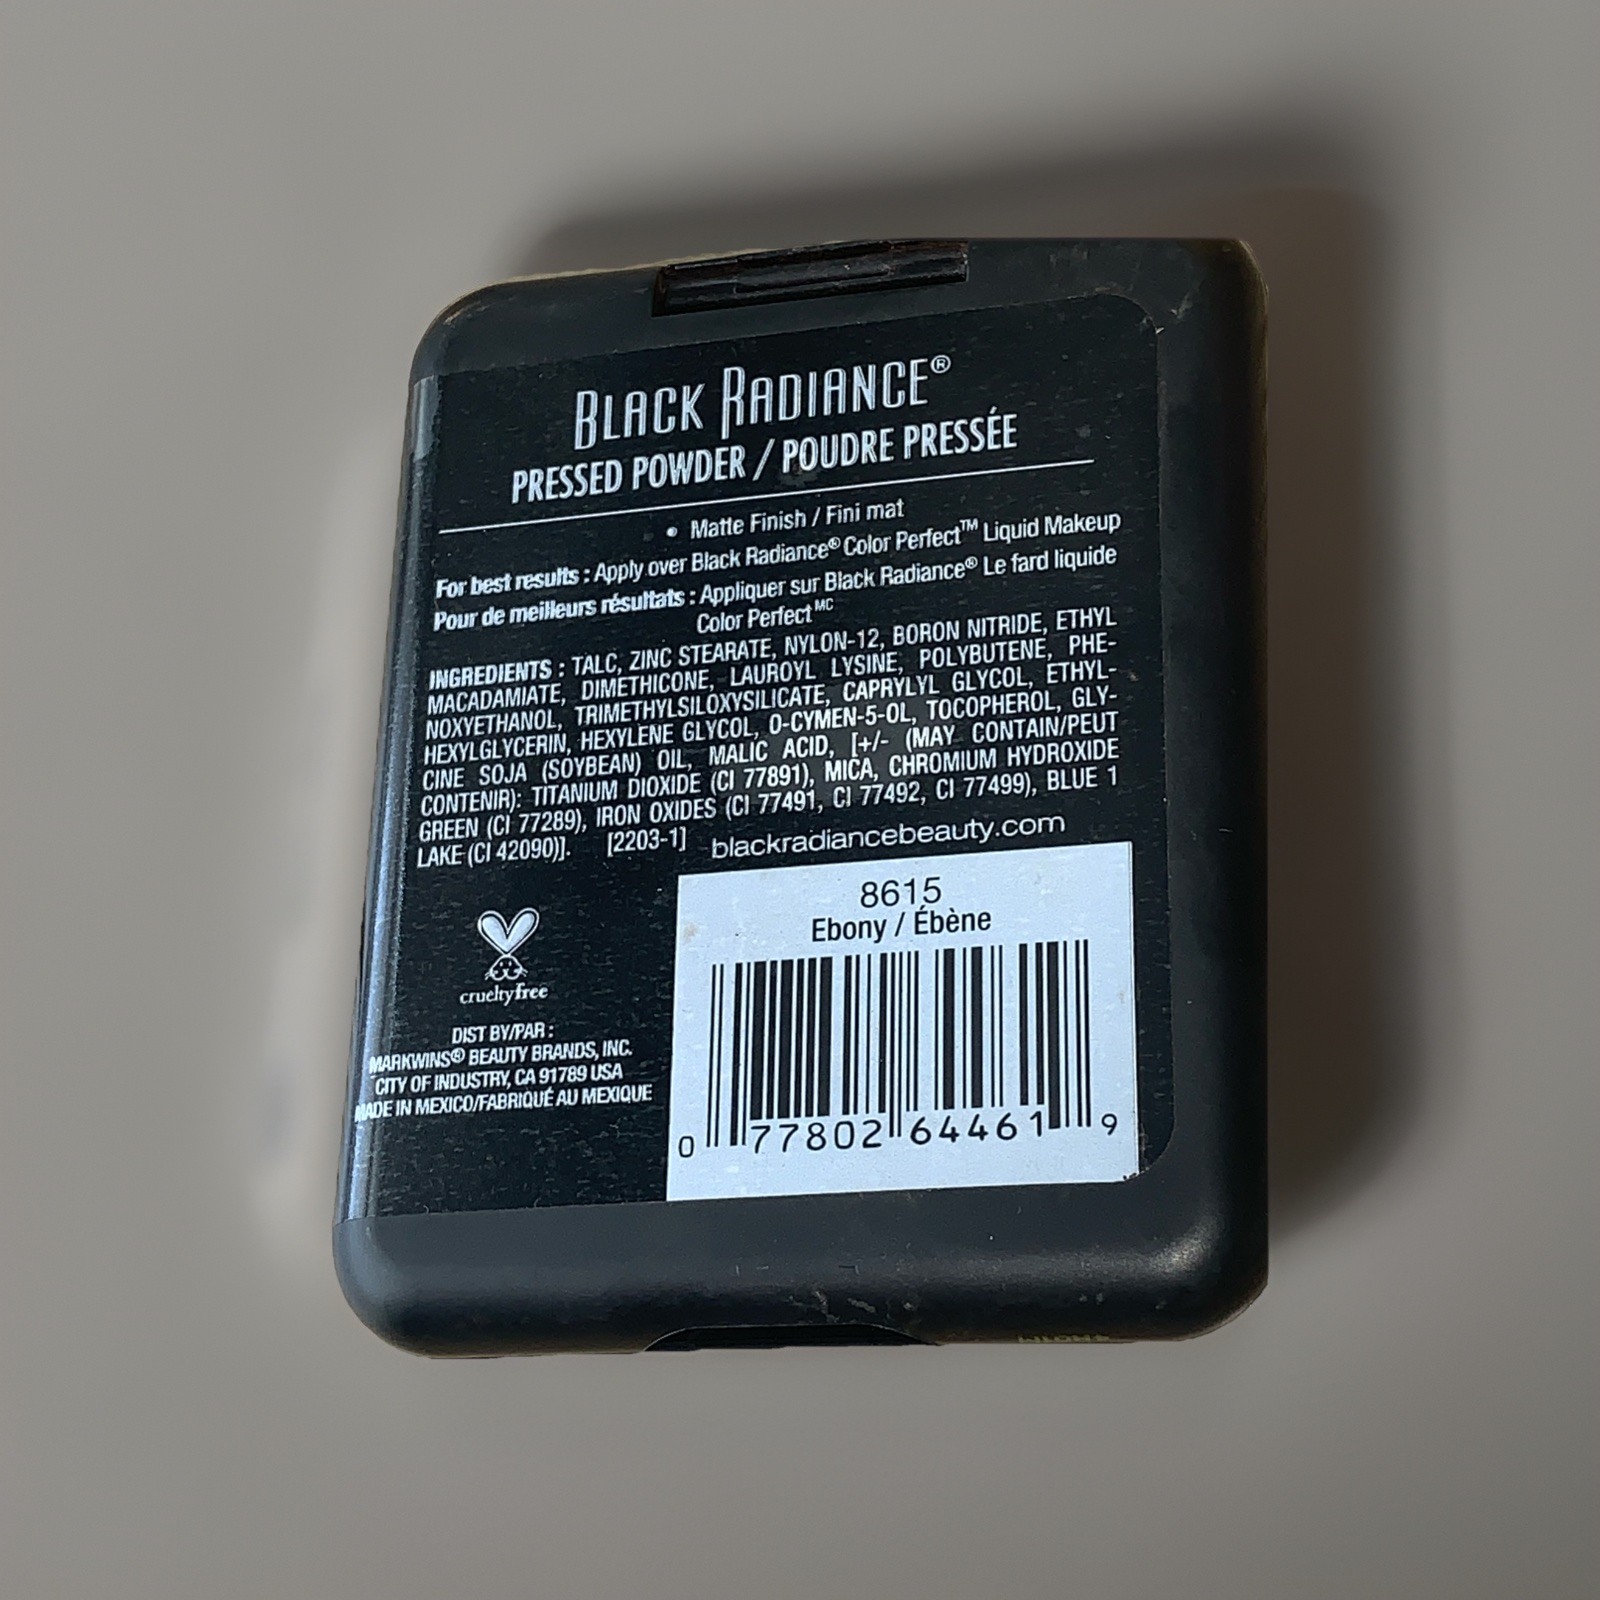 BLACK RADIANCE®
PRESSED POWDER / POUDRE PRESSÉE
• Matte Finish / Fini mat
For best results : Apply over Black Radiance® Color Perfect™ Liquid Makeup
Pour de meilleurs résultats : Appliquer sur Black Radiance® Le fard liquide
Color Perfect MC
INGREDIENTS : TALC, ZINC STEARATE, NYLON-12, BORON NITRIDE, ETHYL
MACADAMIATE, DIMETHICONE, LAUROYL LYSINE, POLYBUTENE, PHE-
NOXYETHANOL, TRIMETHYLSILOXYSILICATE, CAPRYLYL GLYCOL, ETHYL-
HEXYLGLYCERIN, HEXYLENE GLYCOL, O-CYMEN-5-OL, TOCOPHEROL, GLY-
CINE SOJA (SOYBEAN) OIL, MALIC ACID, [+/- (MAY CONTAIN/PEUT
CONTENIR): TITANIUM DIOXIDE (CI 77891), MICA, CHROMIUM HYDROXIDE
GREEN (CI 77289), IRON OXIDES (CI 77491, CI 77492, CI 77499), BLUE 1
LAKE (CI 42090)]. [2203-1] blackradiancebeauty.com
8615
Ebony / Ébène
0 77802 64461 9
crueltyfree
DIST BY/PAR :
MARKWINS® BEAUTY BRANDS, INC.
CITY OF INDUSTRY, CA 91789 USA
MADE IN MEXICO/FABRIQUÉ AU MEXIQUE